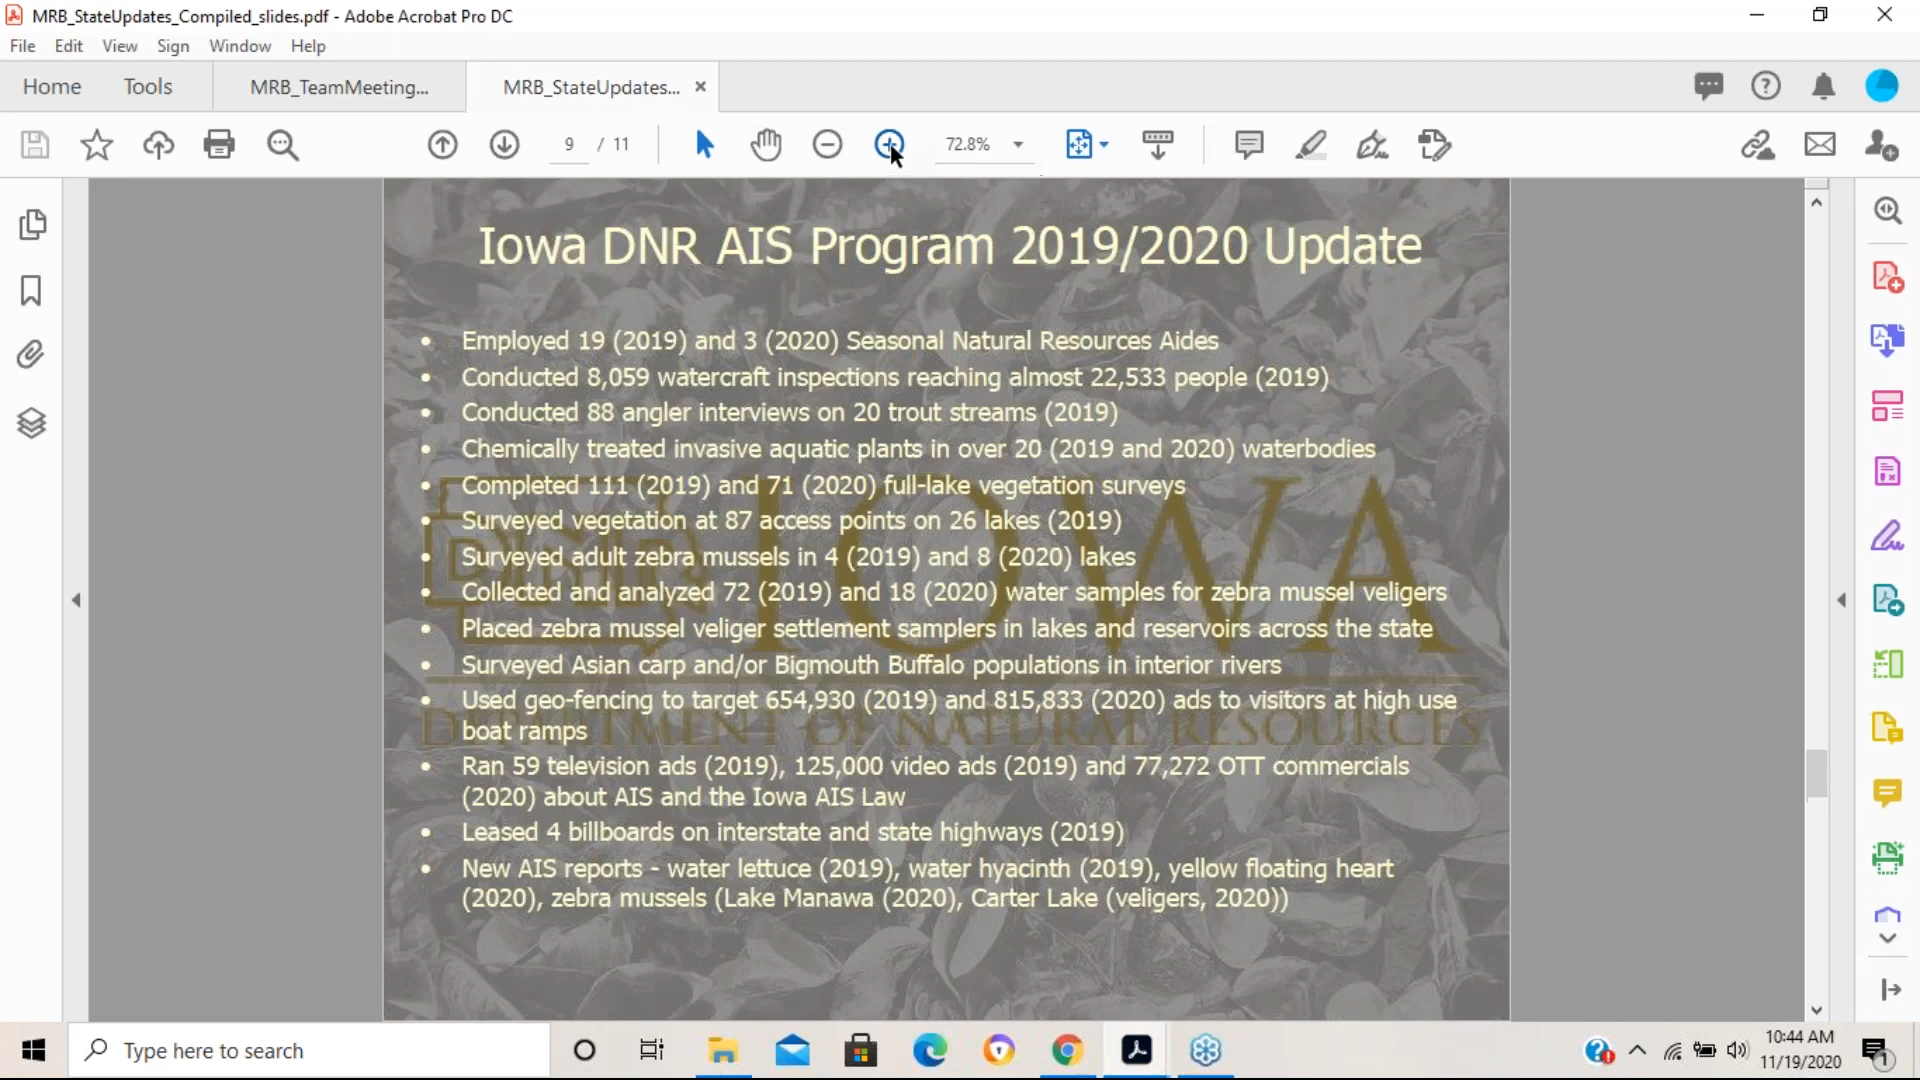 MRB_StateUpdates_Compiled_slides.pdf - Adobe Acrobat Pro DC
File Edit View Sign Window Help
Home Tools MRB_TeamMeeting... MRB_StateUpdates... ×
9 / 11 72.8%
Iowa DNR AIS Program 2019/2020 Update
• Employed 19 (2019) and 3 (2020) Seasonal Natural Resources Aides
• Conducted 8,059 watercraft inspections reaching almost 22,533 people (2019)
• Conducted 88 angler interviews on 20 trout streams (2019)
• Chemically treated invasive aquatic plants in over 20 (2019 and 2020) waterbodies
• Completed 111 (2019) and 71 (2020) full-lake vegetation surveys
• Surveyed vegetation at 87 access points on 26 lakes (2019)
• Surveyed adult zebra mussels in 4 (2019) and 8 (2020) lakes
• Collected and analyzed 72 (2019) and 18 (2020) water samples for zebra mussel veligers
• Placed zebra mussel veliger settlement samplers in lakes and reservoirs across the state
• Surveyed Asian carp and/or Bigmouth Buffalo populations in interior rivers
• Used geo-fencing to target 654,930 (2019) and 815,833 (2020) ads to visitors at high use
boat ramps
• Ran 59 television ads (2019), 125,000 video ads (2019) and 77,272 OTT commercials
(2020) about AIS and the Iowa AIS Law
• Leased 4 billboards on interstate and state highways (2019)
• New AIS reports - water lettuce (2019), water hyacinth (2019), yellow floating heart
(2020), zebra mussels (Lake Manawa (2020), Carter Lake (veligers, 2020))
DNR IOWA
DEPARTMENT OF NATURAL RESOURCES
Type here to search
10:44 AM
11/19/2020
1